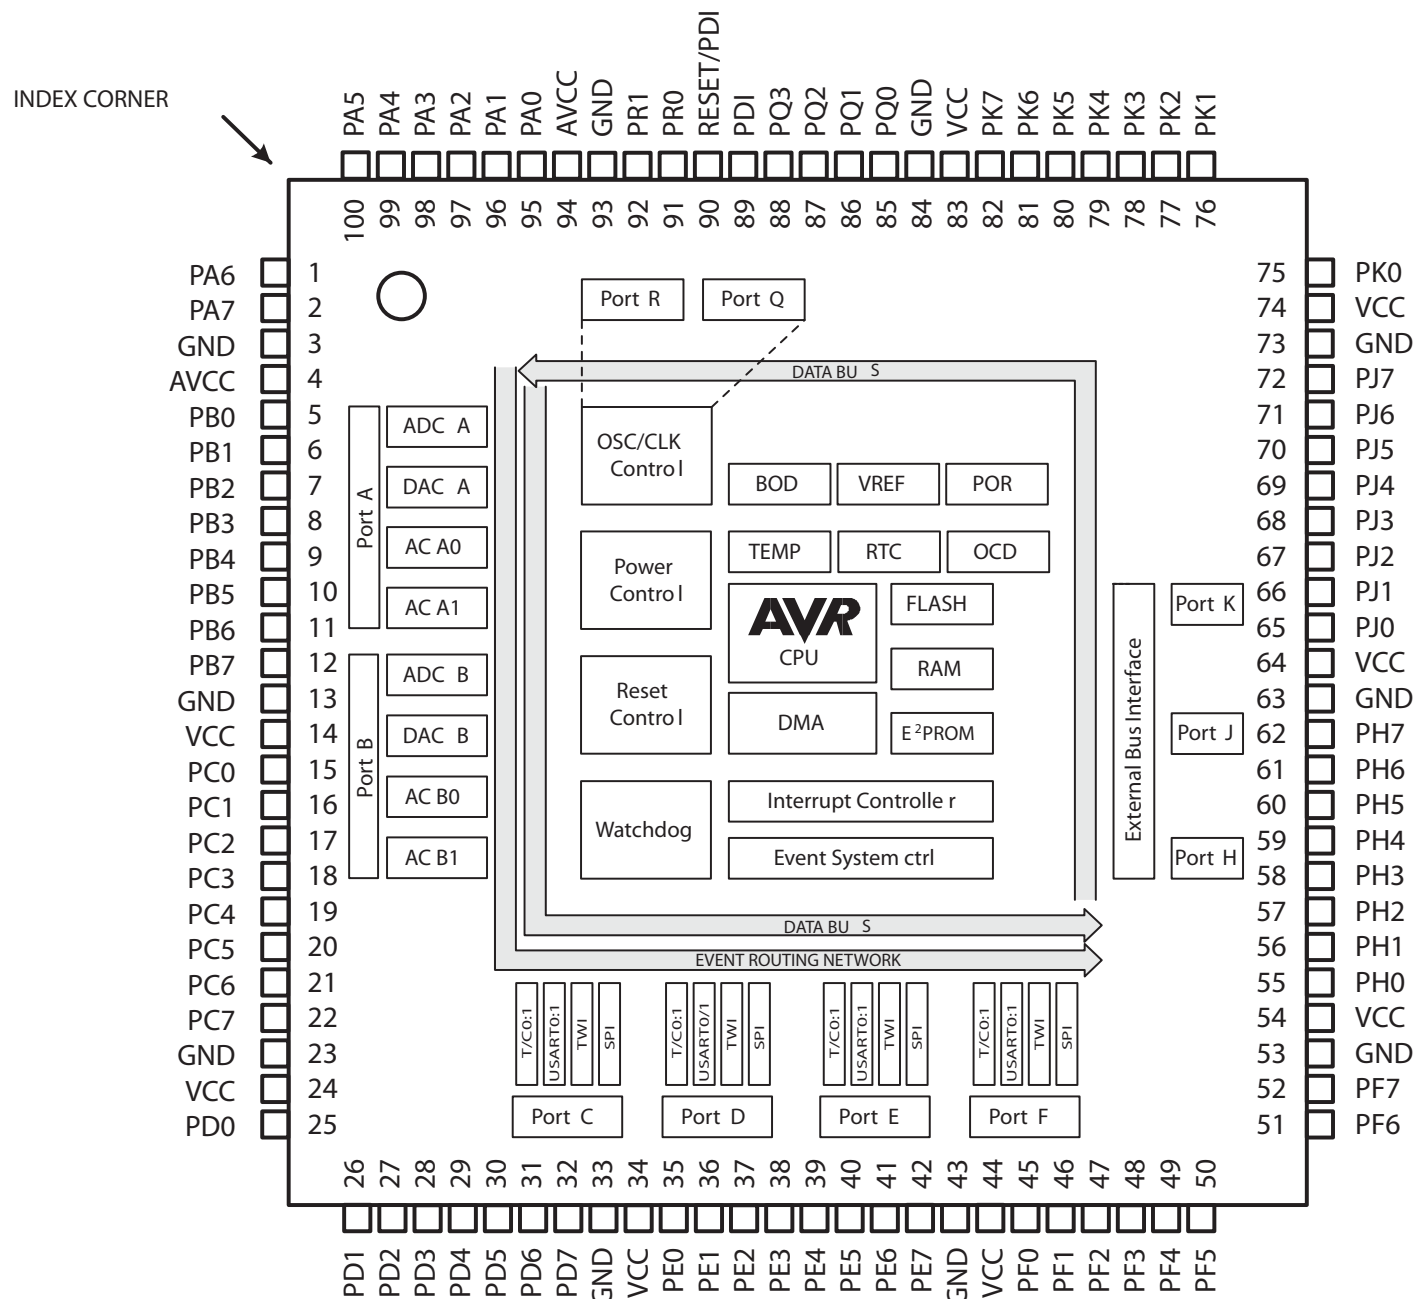 INDEX CORNER
PA5 PA4 PA3 PA2 PA1 PA0 AVCC GND PR1 PR0 RESET/PDI PDI PQ3 PQ2 PQ1 PQ0 GND VCC PK7 PK6 PK5 PK4 PK3 PK2 PK1
100 99 98 97 96 95 94 93 92 91 90 89 88 87 86 85 84 83 82 81 80 79 78 77 76
PA6 1
PA7 2
GND 3
AVCC 4
PB0 5
PB1 6
PB2 7
PB3 8
PB4 9
PB5 10
PB6 11
PB7 12
GND 13
VCC 14
PC0 15
PC1 16
PC2 17
PC3 18
PC4 19
PC5 20
PC6 21
PC7 22
GND 23
VCC 24
PD0 25
Port R
Port Q
DATA BU S
Port A
ADC A
DAC A
AC A0
AC A1
Port B
ADC B
DAC B
AC B0
AC B1
OSC/CLK
Control
Power
Control
Reset
Control
Watchdog
BOD
VREF
POR
TEMP
RTC
OCD
AVR
CPU
FLASH
RAM
DMA
E²PROM
Interrupt Controlle r
Event System ctrl
External Bus Interface
Port K
Port J
Port H
DATA BU S
EVENT ROUTING NETWORK
T/C0:1 USART0:1 TWI SPI
T/C0:1 USART0/1 TWI SPI
T/C0:1 USART0:1 TWI SPI
T/C0:1 USART0:1 TWI SPI
Port C
Port D
Port E
Port F
75 PK0
74 VCC
73 GND
72 PJ7
71 PJ6
70 PJ5
69 PJ4
68 PJ3
67 PJ2
66 PJ1
65 PJ0
64 VCC
63 GND
62 PH7
61 PH6
60 PH5
59 PH4
58 PH3
57 PH2
56 PH1
55 PH0
54 VCC
53 GND
52 PF7
51 PF6
26 27 28 29 30 31 32 33 34 35 36 37 38 39 40 41 42 43 44 45 46 47 48 49 50
PD1 PD2 PD3 PD4 PD5 PD6 PD7 GND VCC PE0 PE1 PE2 PE3 PE4 PE5 PE6 PE7 GND VCC PF0 PF1 PF2 PF3 PF4 PF5